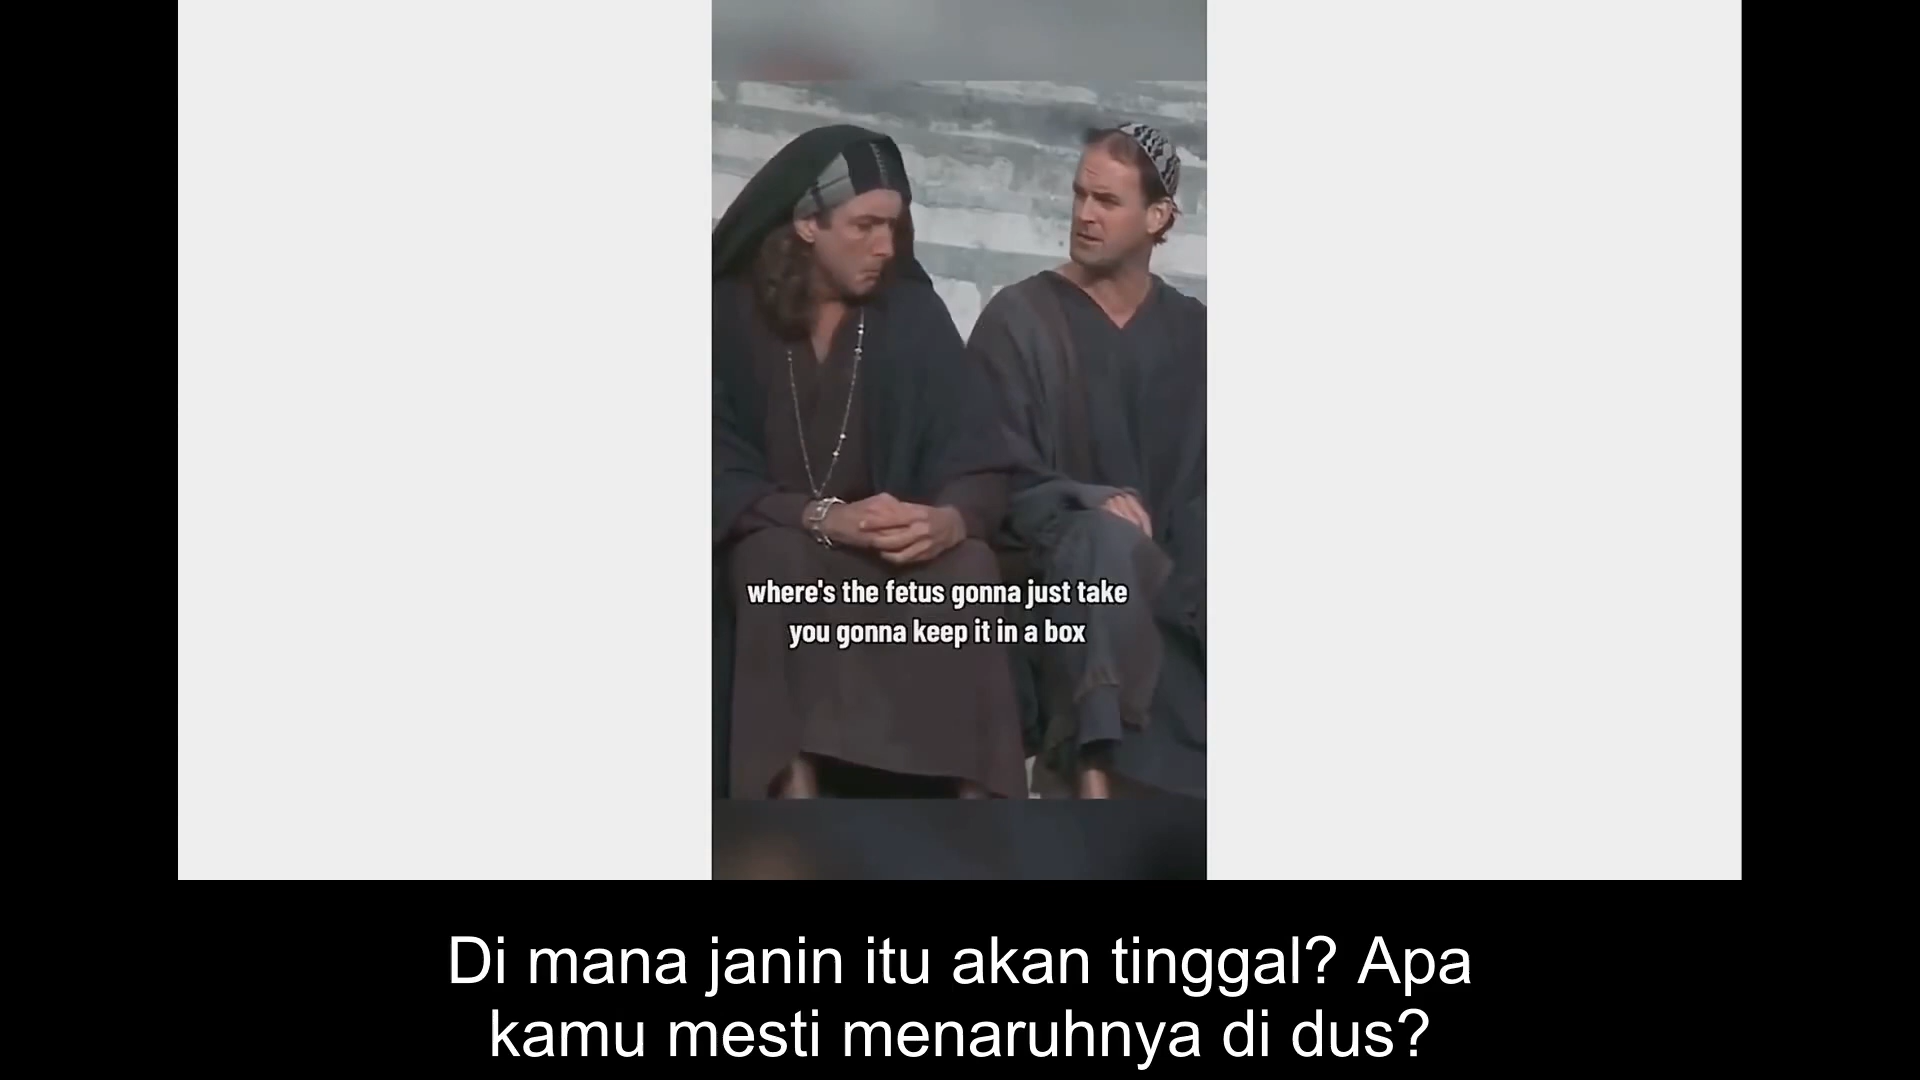 where's the fetus gonna just take
you gonna keep it in a box
Di mana janin itu akan tinggal? Apa
kamu mesti menaruhnya di dus?